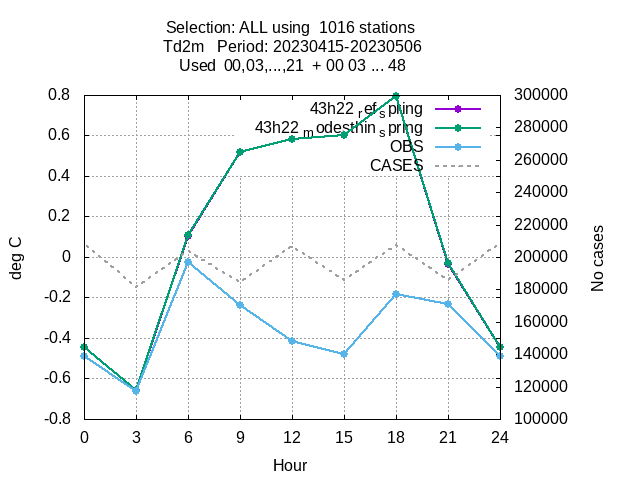 Selection: ALL using  1016 stations
Td2m   Period: 20230415-20230506
Used  00,03,...,21  + 00 03 ... 48
0.8
0.6
0.4
0.2
0
-0.2
-0.4
-0.6
-0.8
deg C
43h22_ref_spring
43h22_modesthin_spring
OBS
CASES
300000
280000
260000
240000
220000
200000
180000
160000
140000
120000
100000
No cases
0 3 6 9 12 15 18 21 24
Hour